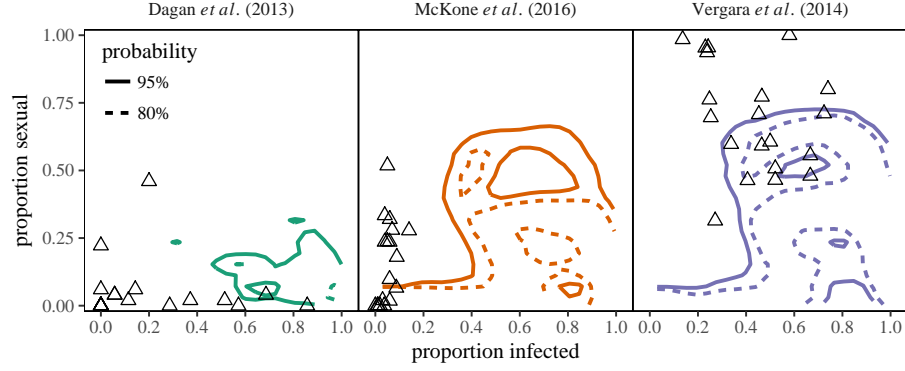 Dagan et al. (2013) McKone et al. (2016) Vergara et al. (2014)
probability
95%
80%
proportion sexual
1.00
0.75
0.50
0.25
0.00
0.0 0.2 0.4 0.6 0.8 1.0 0.0 0.2 0.4 0.6 0.8 1.0 0.0 0.2 0.4 0.6 0.8 1.0
proportion infected